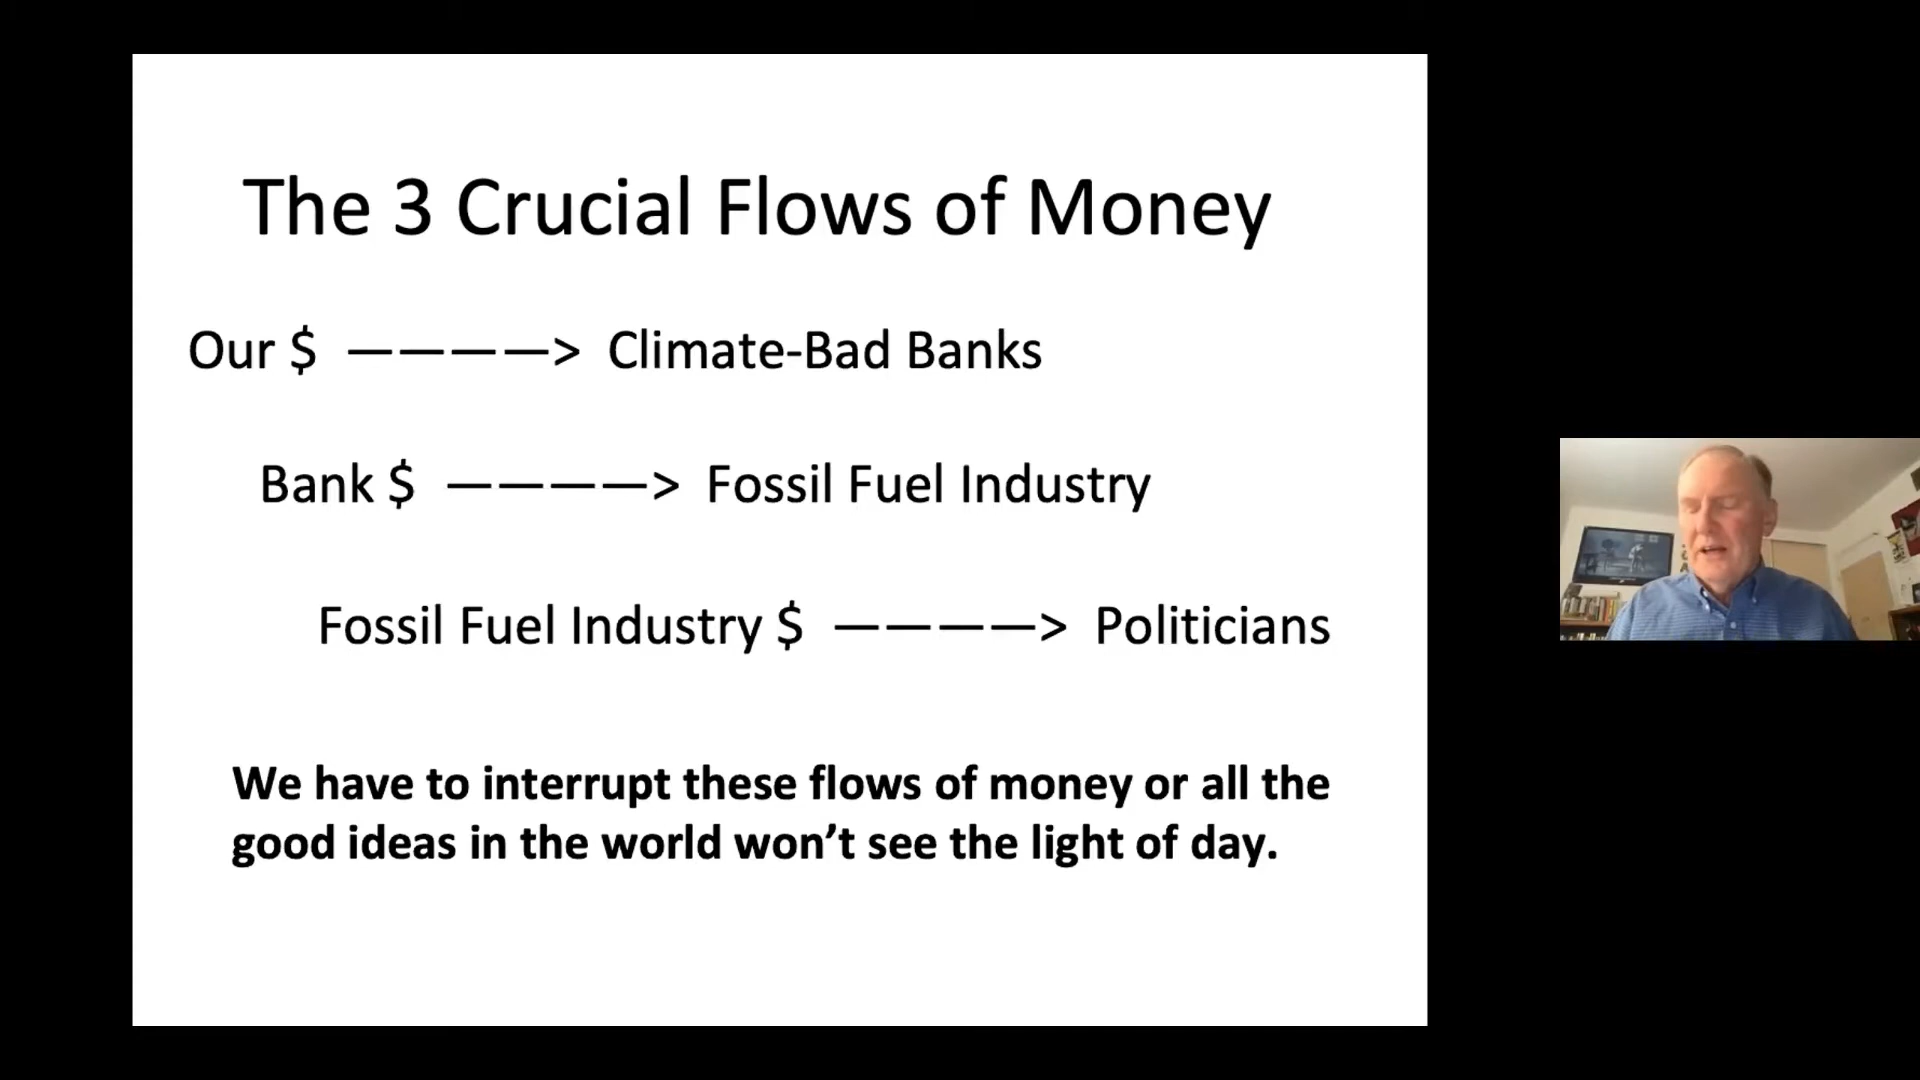 The 3 Crucial Flows of Money
Our $ ————> Climate-Bad Banks
Bank $ ————> Fossil Fuel Industry
Fossil Fuel Industry $ ————> Politicians
We have to interrupt these flows of money or all the
good ideas in the world won’t see the light of day.